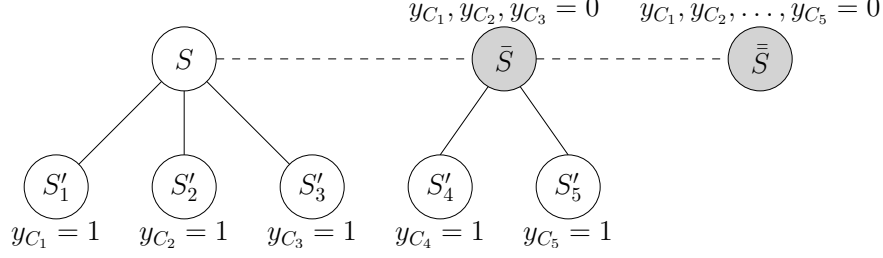 $y_{C_1}, y_{C_2}, y_{C_3} = 0$ $y_{C_1}, y_{C_2}, \ldots, y_{C_5} = 0$
$S$ $\bar{S}$ $\bar{\bar{S}}$
$S'_1$ $S'_2$ $S'_3$ $S'_4$ $S'_5$
$y_{C_1} = 1$ $y_{C_2} = 1$ $y_{C_3} = 1$ $y_{C_4} = 1$ $y_{C_5} = 1$